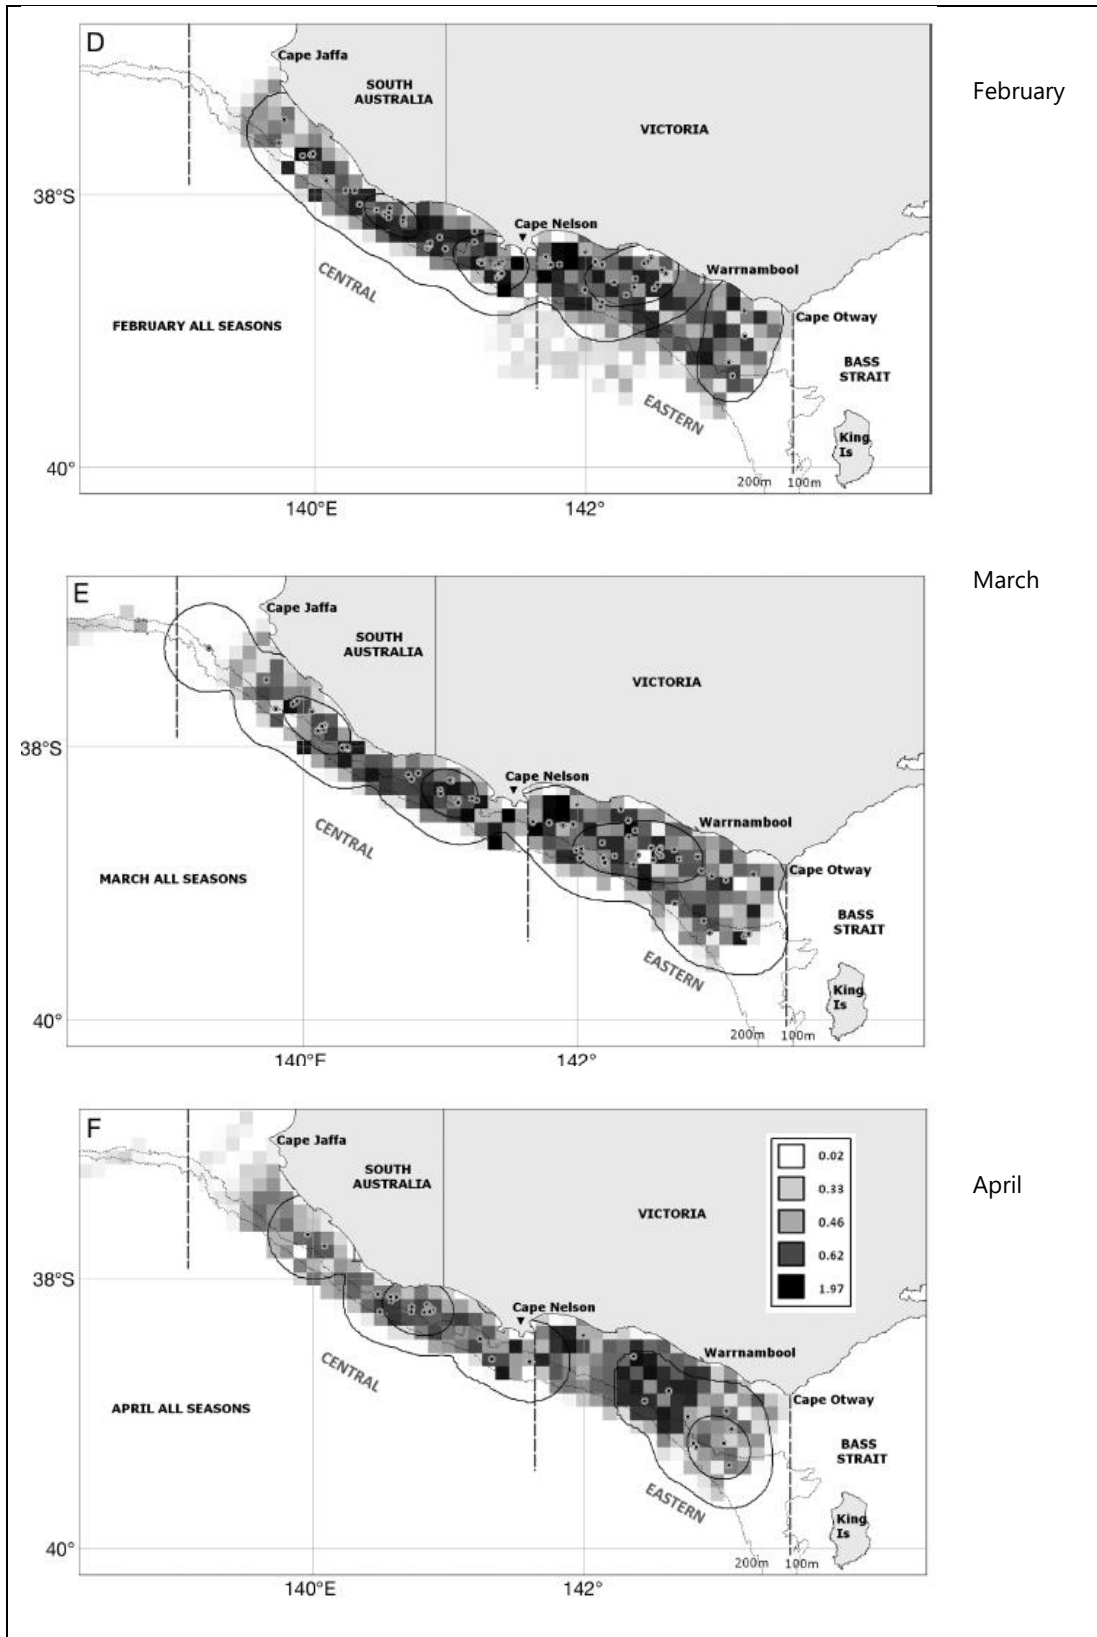 D
Cape Jaffa
SOUTH
AUSTRALIA
VICTORIA
February
38°S
Cape Nelson
CENTRAL
Warrnambool
FEBRUARY ALL SEASONS
Cape Otway
BASS
STRAIT
EASTERN
King
Is
40°
200m 100m
140°E 142°
E
Cape Jaffa
SOUTH
AUSTRALIA
VICTORIA
March
38°S
Cape Nelson
CENTRAL
Warrnambool
MARCH ALL SEASONS
Cape Otway
BASS
STRAIT
EASTERN
King
Is
40°
200m 100m
140°E 142°
F
Cape Jaffa
SOUTH
AUSTRALIA
VICTORIA
0.02
0.33
0.46
0.62
1.97
April
38°S
Cape Nelson
CENTRAL
Warrnambool
APRIL ALL SEASONS
Cape Otway
BASS
STRAIT
EASTERN
King
Is
40°
200m 100m
140°E 142°